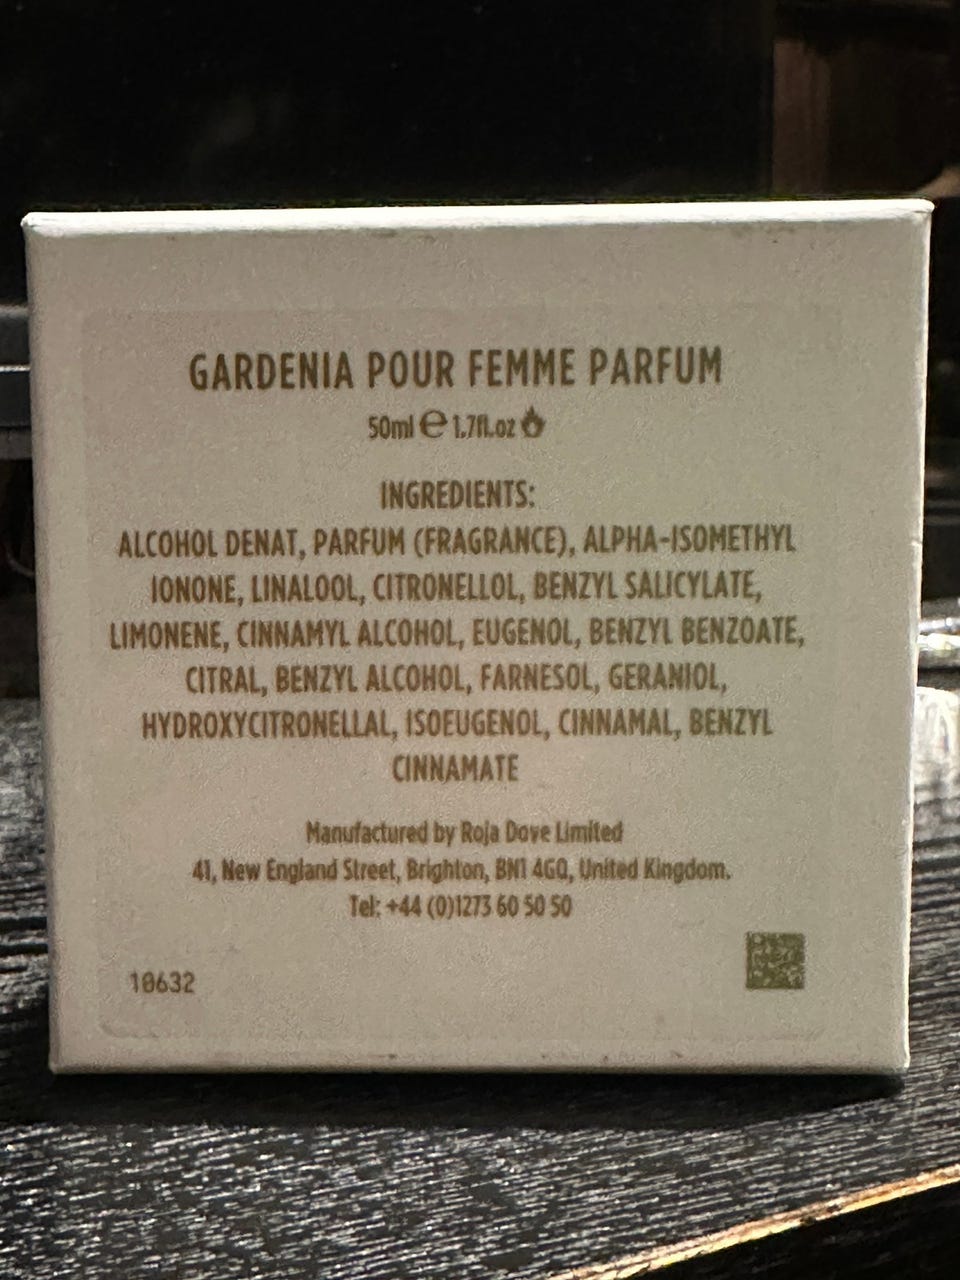 GARDENIA POUR FEMME PARFUM
50ml ℮ 1.7fl.oz
INGREDIENTS:
ALCOHOL DENAT, PARFUM (FRAGRANCE), ALPHA-ISOMETHYL
IONONE, LINALOOL, CITRONELLOL, BENZYL SALICYLATE,
LIMONENE, CINNAMYL ALCOHOL, EUGENOL, BENZYL BENZOATE,
CITRAL, BENZYL ALCOHOL, FARNESOL, GERANIOL,
HYDROXYCITRONELLAL, ISOEUGENOL, CINNAMAL, BENZYL
CINNAMATE
Manufactured by Roja Dove Limited
41, New England Street, Brighton, BN1 4GQ, United Kingdom.
Tel: +44 (0)1273 60 50 50
10632